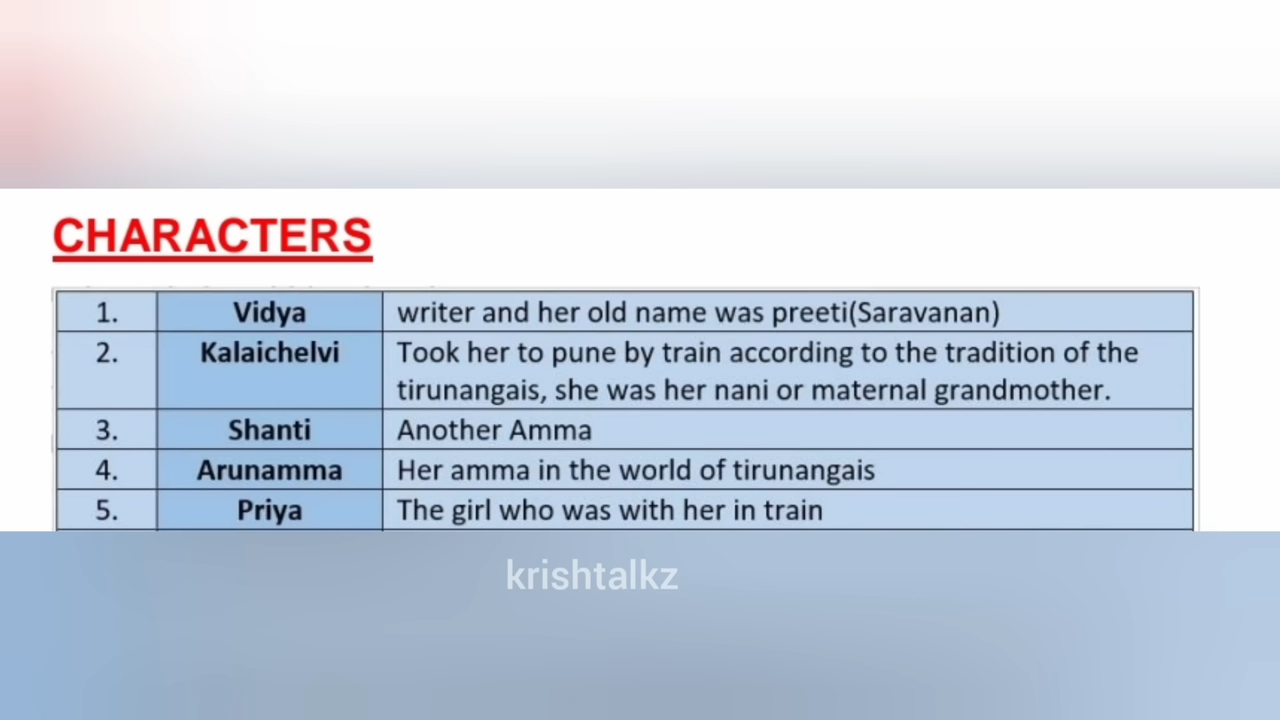 CHARACTERS
1. Vidya writer and her old name was preeti(Saravanan)
2. Kalaichelvi Took her to pune by train according to the tradition of the
tirunangais, she was her nani or maternal grandmother.
3. Shanti Another Amma
4. Arunamma Her amma in the world of tirunangais
5. Priya The girl who was with her in train
krishtalkz